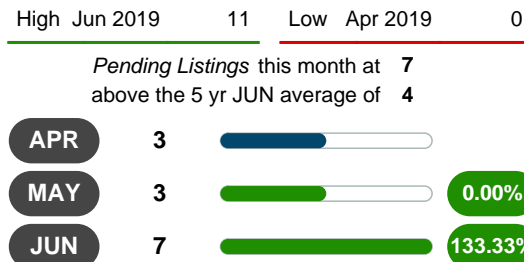 High Jun 2019 11 Low Apr 2019 0
Pending Listings this month at 7
above the 5 yr JUN average of 4
APR 3
MAY 3 0.00%
JUN 7 133.33%